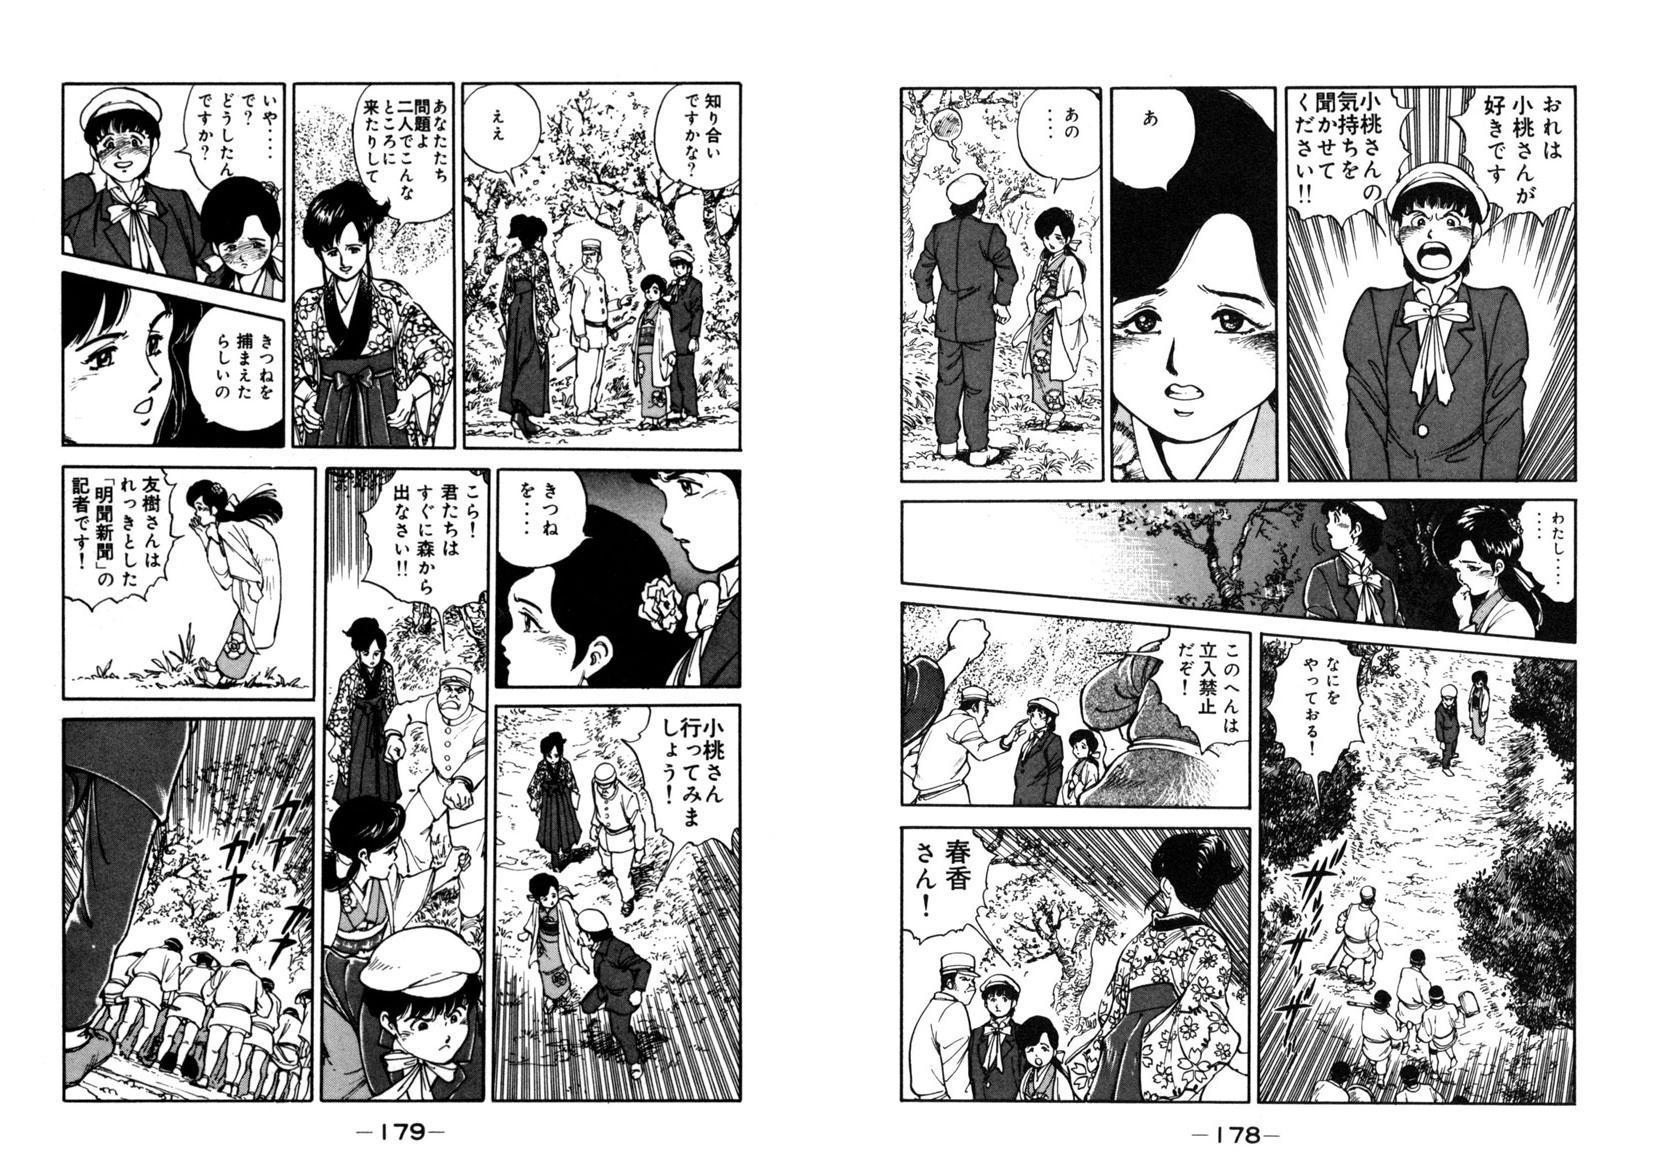 おれは
小桃さんが
好きです
小桃さんの
気持ちを
聞かせて
ください!!
あ
あの
・・・
わたし・・・・
・・・・
なにを
やっておる!
このへんは
立入禁止
だぞ!
春香
さん!
―178―
知り合い
ですかな?
ええ
あなたたち
問題よ
二人でこんな
ところに
来たりして
いや・・・・
で?
どうしたん
ですか?
きつねを
捕まえた
らしいの
きつね
を・・・・
こら!
君たちは
すぐに森から
出なさい!!
友樹さんは
れっきとした
「明聞新聞」の
記者です!
小桃さん
行ってみま
しょう!
ガヤ
ガヤ
ガヤ
―179―